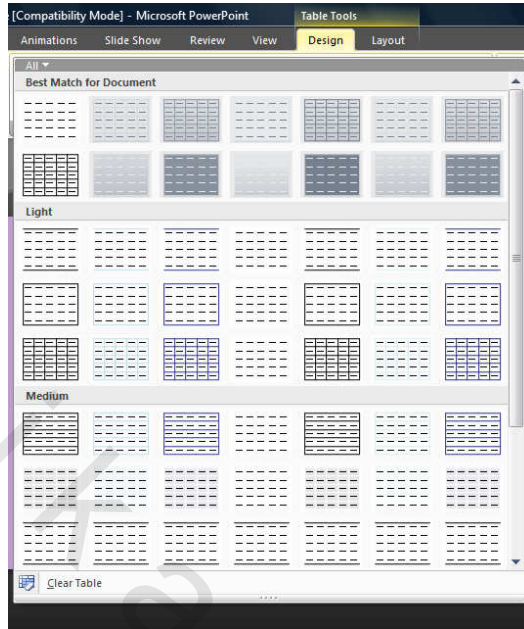 [Compatibility Mode] - Microsoft PowerPoint Table Tools
Animations Slide Show Review View Design Layout
All
Best Match for Document
Light
Medium
Clear Table